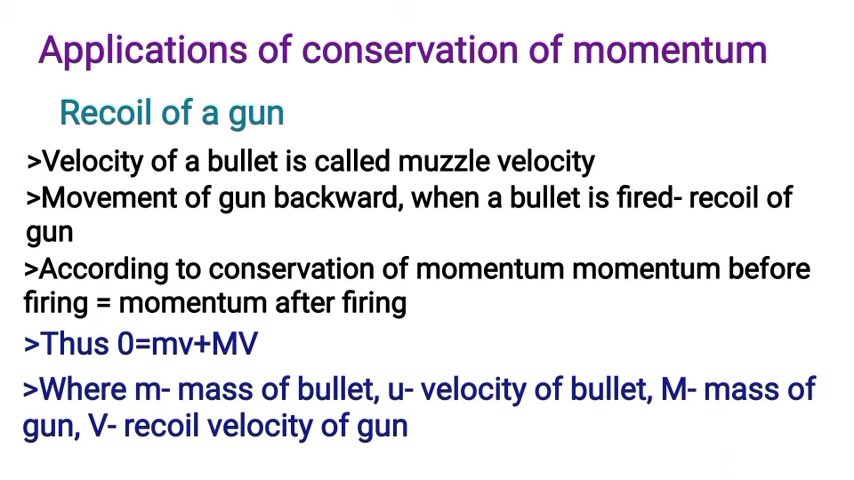 Applications of conservation of momentum
Recoil of a gun
>Velocity of a bullet is called muzzle velocity
>Movement of gun backward, when a bullet is fired- recoil of
gun
>According to conservation of momentum momentum before
firing = momentum after firing
>Thus 0=mv+MV
>Where m- mass of bullet, u- velocity of bullet, M- mass of
gun, V- recoil velocity of gun